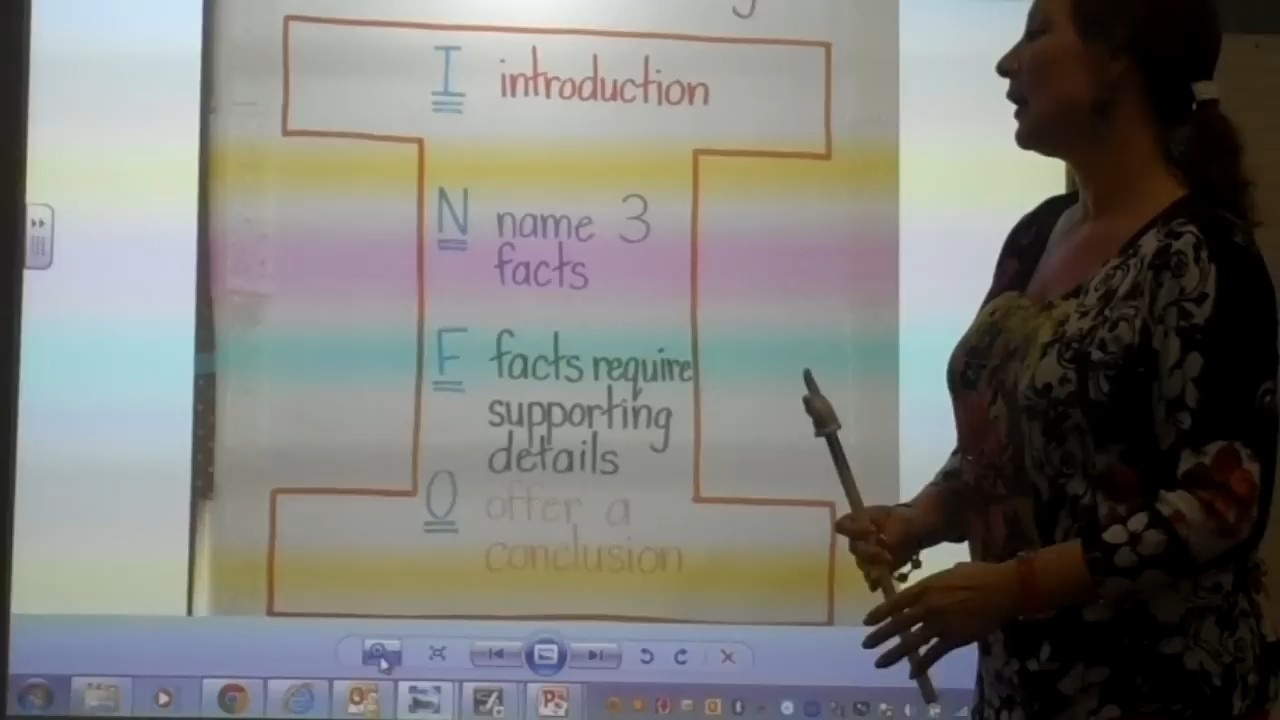 I introduction
N name 3
facts
F facts require
supporting
details
O offer a
conclusion